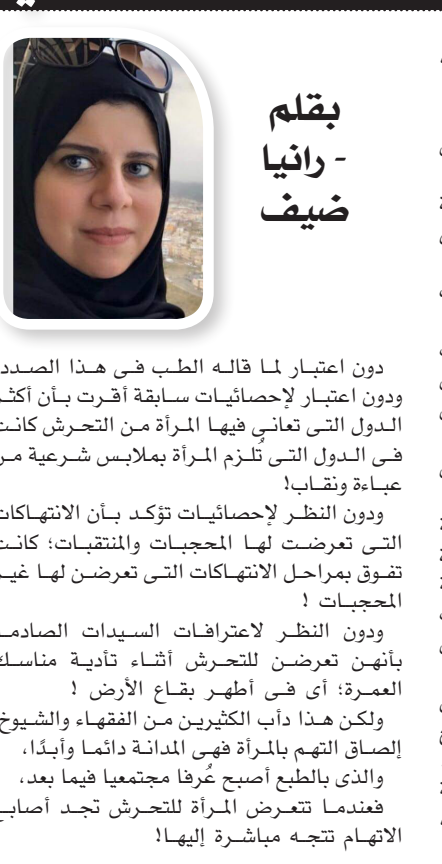 بقلم
- رانيا
ضيف
دون اعتبار لما قاله الطب فى هذا الصدد
ودون اعتبار لإحصائيات سابقة أقرت بأن أكثر
الدول التى تعانى فيها المرأة من التحرش كانت
فى الدول التى تُلزم المرأة بملابس شرعية من
عباءة ونقاب!
ودون النظر لإحصائيات تؤكد بأن الانتهاكات
التى تعرضت لها المحجبات والمنتقبات؛ كانت
تفوق بمراحل الانتهاكات التى تعرضن لها غير
المحجبات !
ودون النظر لاعترافات السيدات الصادمة
بأنهن تعرضن للتحرش أثناء تأدية مناسك
العمرة؛ أى فى أطهر بقاع الأرض !
ولكن هذا دأب الكثيرين من الفقهاء والشيوخ
إلصاق التهم بالمرأة فهى المدانة دائما وأبدًا،
والذى بالطبع أصبح عُرفا مجتمعيا فيما بعد،
فعندما تتعرض المرأة للتحرش تجد أصابع
الاتهام تتجه مباشرة إليها!